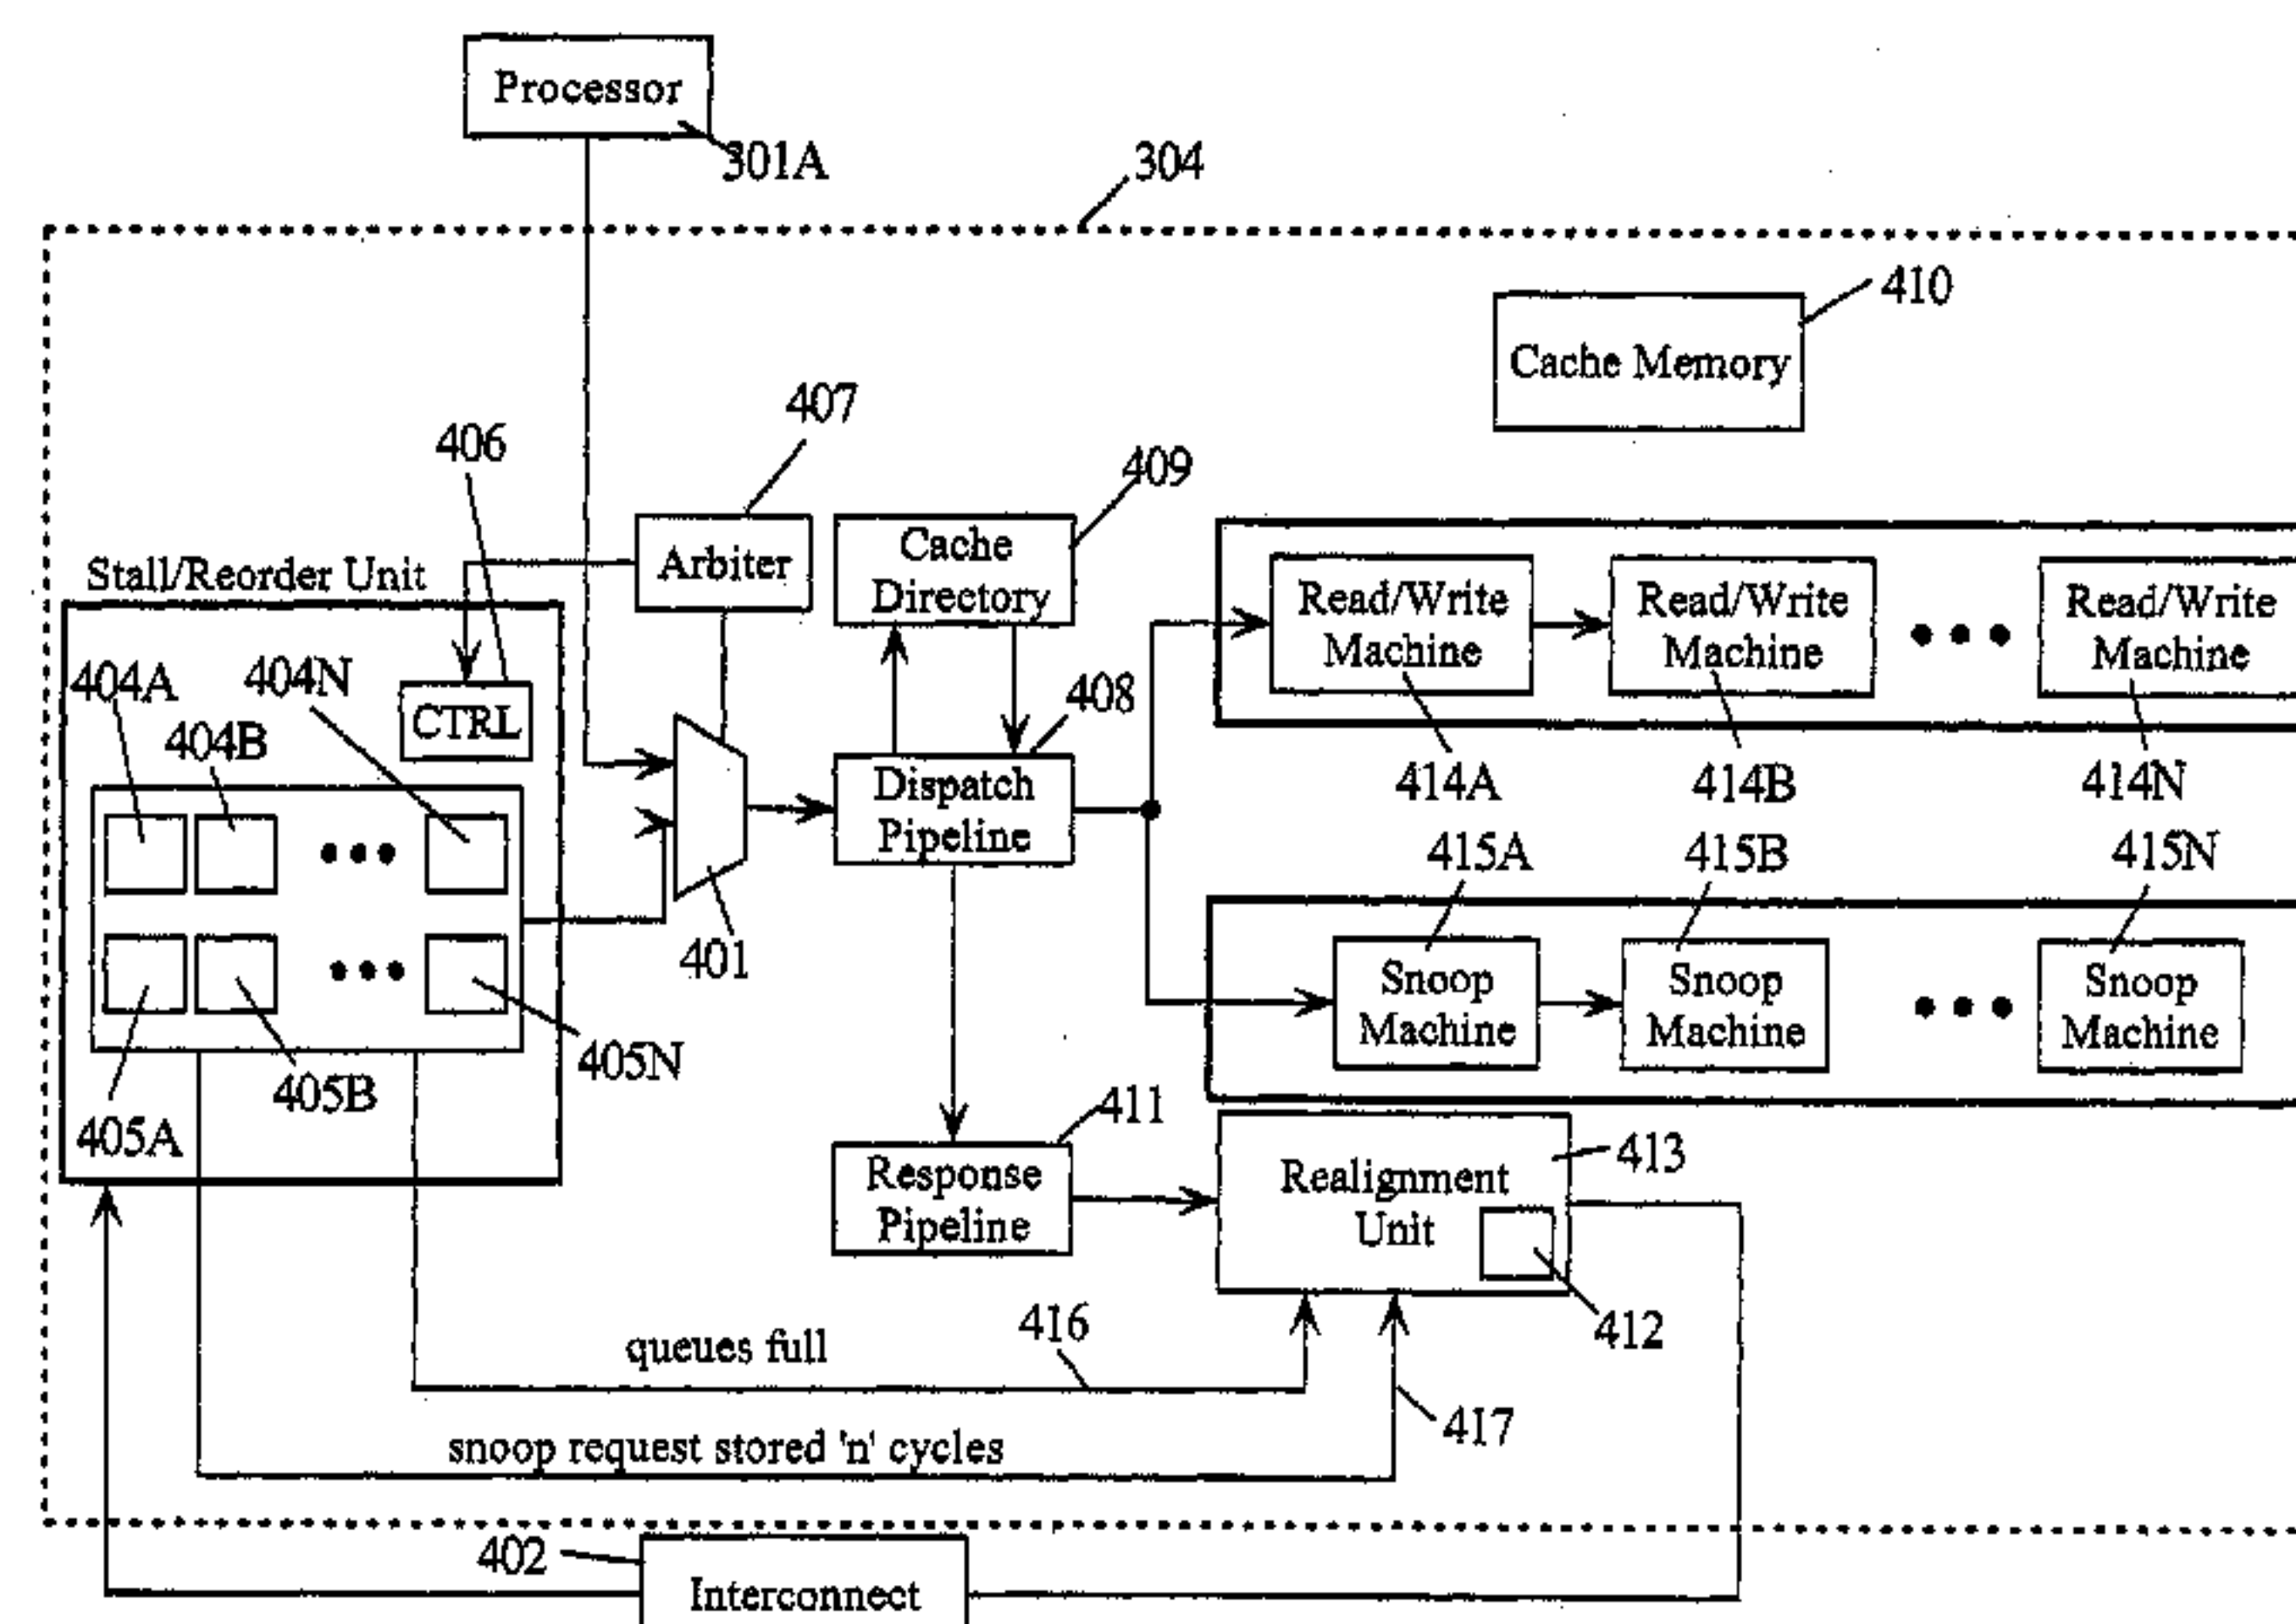 Processor
301A
304
410
Cache Memory
407
406
409
Arbiter
Cache
Directory
Stall/Reorder Unit
Read/Write
Machine
Read/Write
Machine
Read/Write
Machine
404A
404N
404B
CTRL
408
414A
414B
414N
Dispatch
Pipeline
415A
415B
415N
401
Snoop
Machine
Snoop
Machine
Snoop
Machine
405N
405B
405A
411
413
Response
Pipeline
Realignment
Unit
412
416
queues full
417
snoop request stored 'n' cycles
402
Interconnect